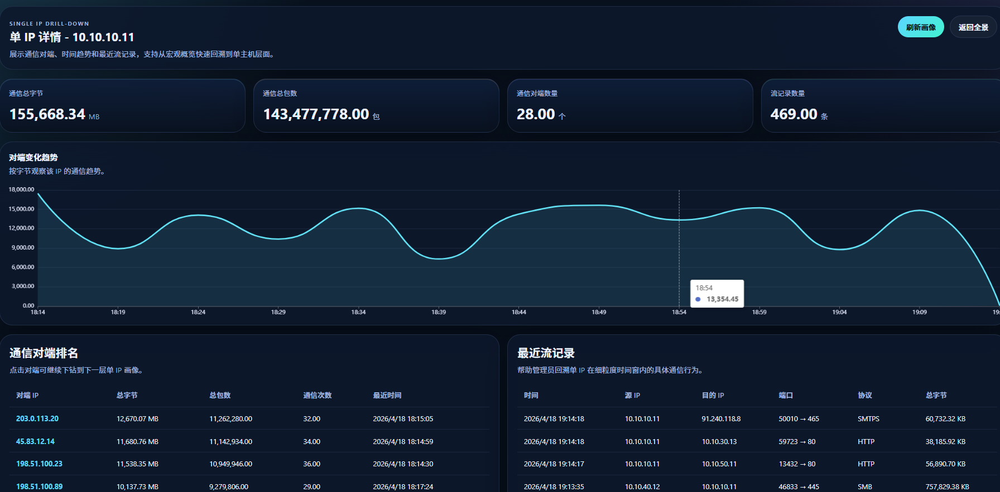 SINGLE IP DRILL-DOWN
单 IP 详情 - 10.10.10.11
展示通信对端、时间趋势和最近流记录，支持从宏观概览快速回溯到单主机层面。
刷新画像
返回全景
通信总字节
155,668.34 MB
通信总包数
143,477,778.00 包
通信对端数量
28.00 个
流记录数量
469.00 条
对端变化趋势
按字节观察该 IP 的通信趋势。
18,000.00
15,000.00
12,000.00
9,000.00
6,000.00
3,000.00
0.00
18:54
13,354.45
18:14 18:19 18:24 18:29 18:34 18:39 18:44 18:49 18:54 18:59 19:04 19:09 19:
通信对端排名
点击对端可继续下钻到下一层单 IP 画像。
对端 IP 总字节 总包数 通信次数 最近时间
203.0.113.20 12,670.07 MB 11,262,280.00 32.00 2026/4/18 18:15:05
45.83.12.14 11,680.76 MB 11,142,934.00 34.00 2026/4/18 18:14:59
198.51.100.23 11,538.35 MB 10,949,946.00 36.00 2026/4/18 18:14:30
198.51.100.89 10,137.73 MB 9,279,806.00 29.00 2026/4/18 18:17:24
最近流记录
帮助管理员回溯单 IP 在细粒度时间窗内的具体通信行为。
时间 源 IP 目的 IP 端口 协议 总字节
2026/4/18 19:14:18 10.10.10.11 91.240.118.8 50010 → 465 SMTPS 60,732.32 KB
2026/4/18 19:14:18 10.10.10.11 10.10.30.13 59723 → 80 HTTP 38,185.92 KB
2026/4/18 19:14:17 10.10.10.11 10.10.50.11 13432 → 80 HTTP 56,890.70 KB
2026/4/18 19:13:35 10.10.40.12 10.10.10.11 46833 → 445 SMB 757,829.38 KB